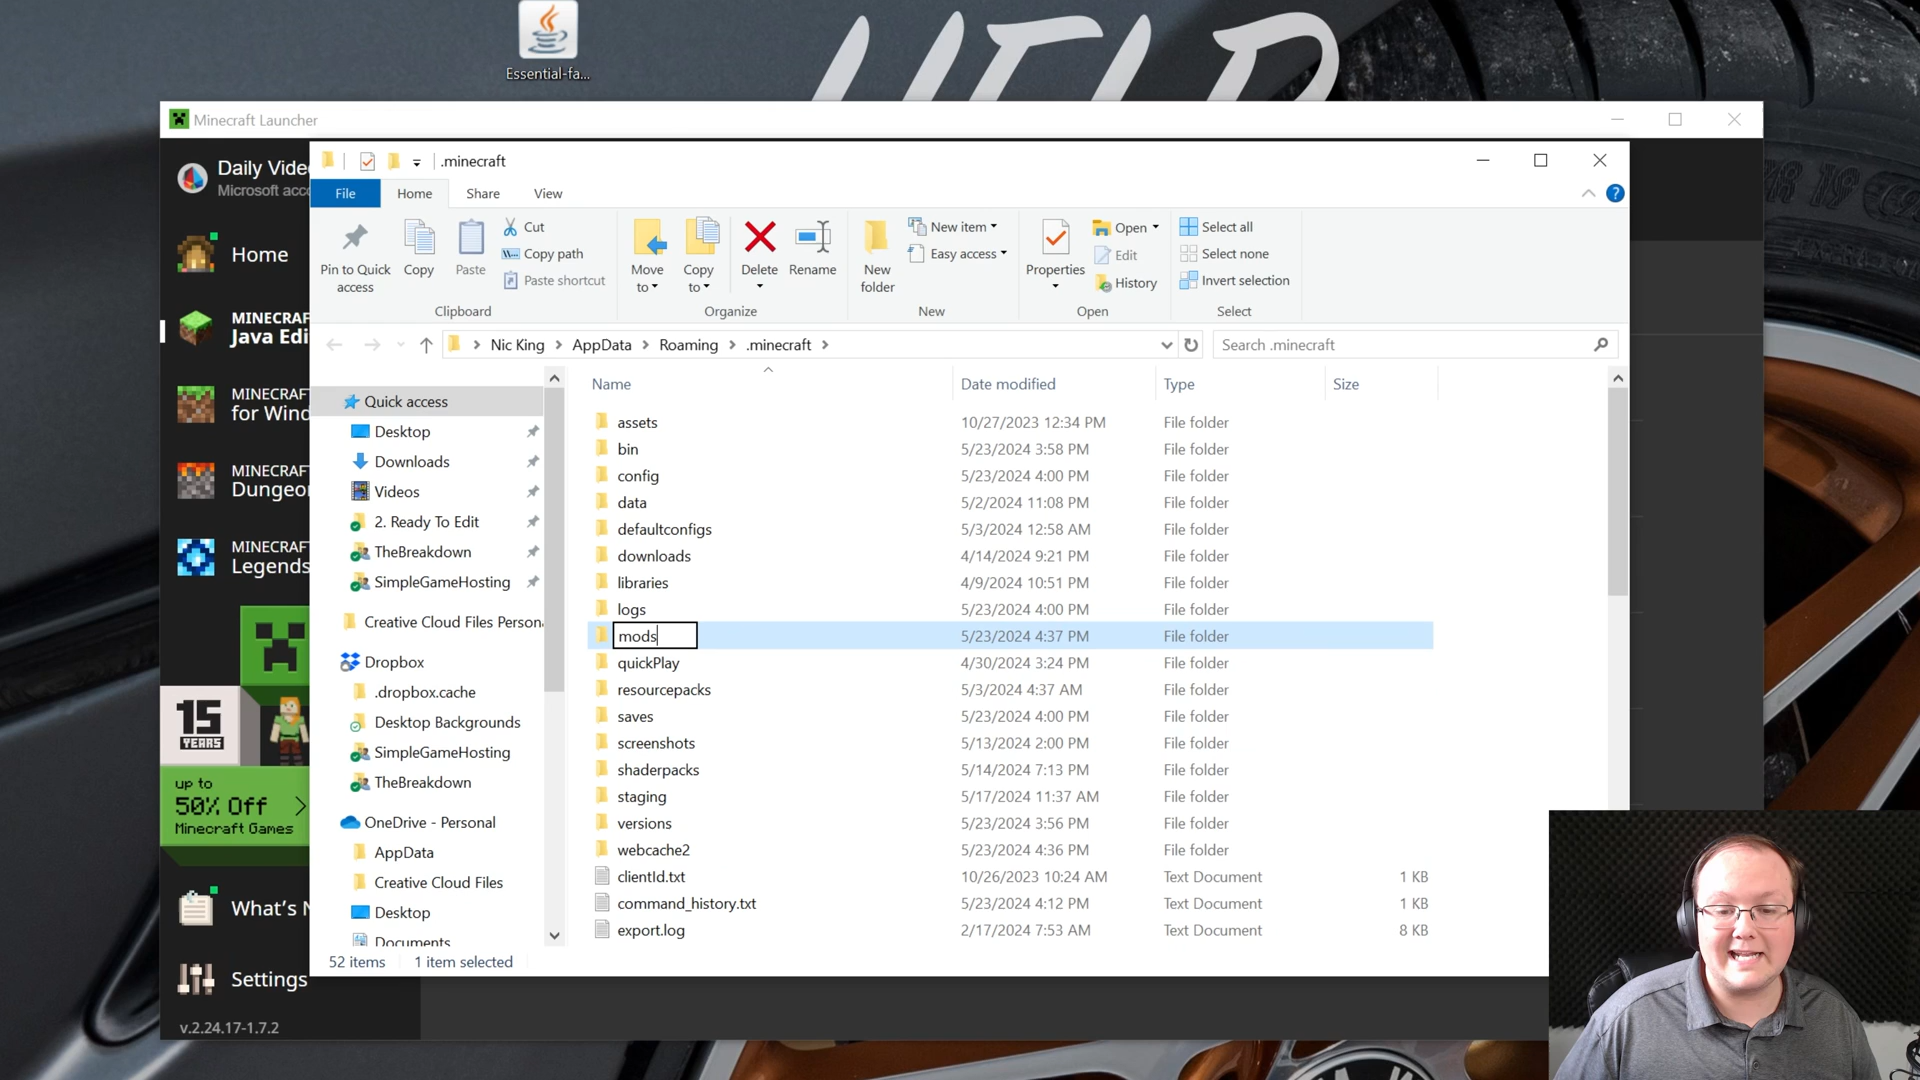 HELP
Essential-fa...
Minecraft Launcher
Daily Vide
Microsoft acc
Home
MINECRAF
Java Edi
MINECRAF
for Wind
MINECRAF
Dungeo
MINECRAF
Legends
15
YEARS
up to
50% Off
Minecraft Games
What's N
Settings
v.2.24.17-1.7.2
.minecraft
File
Home
Share
View
Pin to Quick
access
Copy
Paste
Cut
Copy path
Paste shortcut
Clipboard
Move
to
Copy
to
Delete
Rename
Organize
New
folder
New item
Easy access
New
Properties
Open
Edit
History
Open
Select all
Select none
Invert selection
Select
Nic King > AppData > Roaming > .minecraft >
Search .minecraft
Quick access
Desktop
Downloads
Videos
2. Ready To Edit
TheBreakdown
SimpleGameHosting
Creative Cloud Files Person
Dropbox
.dropbox.cache
Desktop Backgrounds
SimpleGameHosting
TheBreakdown
OneDrive - Personal
AppData
Creative Cloud Files
Desktop
Documents
Name Date modified Type Size
assets 10/27/2023 12:34 PM File folder
bin 5/23/2024 3:58 PM File folder
config 5/23/2024 4:00 PM File folder
data 5/2/2024 11:08 PM File folder
defaultconfigs 5/3/2024 12:58 AM File folder
downloads 4/14/2024 9:21 PM File folder
libraries 4/9/2024 10:51 PM File folder
logs 5/23/2024 4:00 PM File folder
mods 5/23/2024 4:37 PM File folder
quickPlay 4/30/2024 3:24 PM File folder
resourcepacks 5/3/2024 4:37 AM File folder
saves 5/23/2024 4:00 PM File folder
screenshots 5/13/2024 2:00 PM File folder
shaderpacks 5/14/2024 7:13 PM File folder
staging 5/17/2024 11:37 AM File folder
versions 5/23/2024 3:56 PM File folder
webcache2 5/23/2024 4:36 PM File folder
clientId.txt 10/26/2023 10:24 AM Text Document 1 KB
command_history.txt 5/23/2024 4:12 PM Text Document 1 KB
export.log 2/17/2024 7:53 AM Text Document 8 KB
52 items
1 item selected